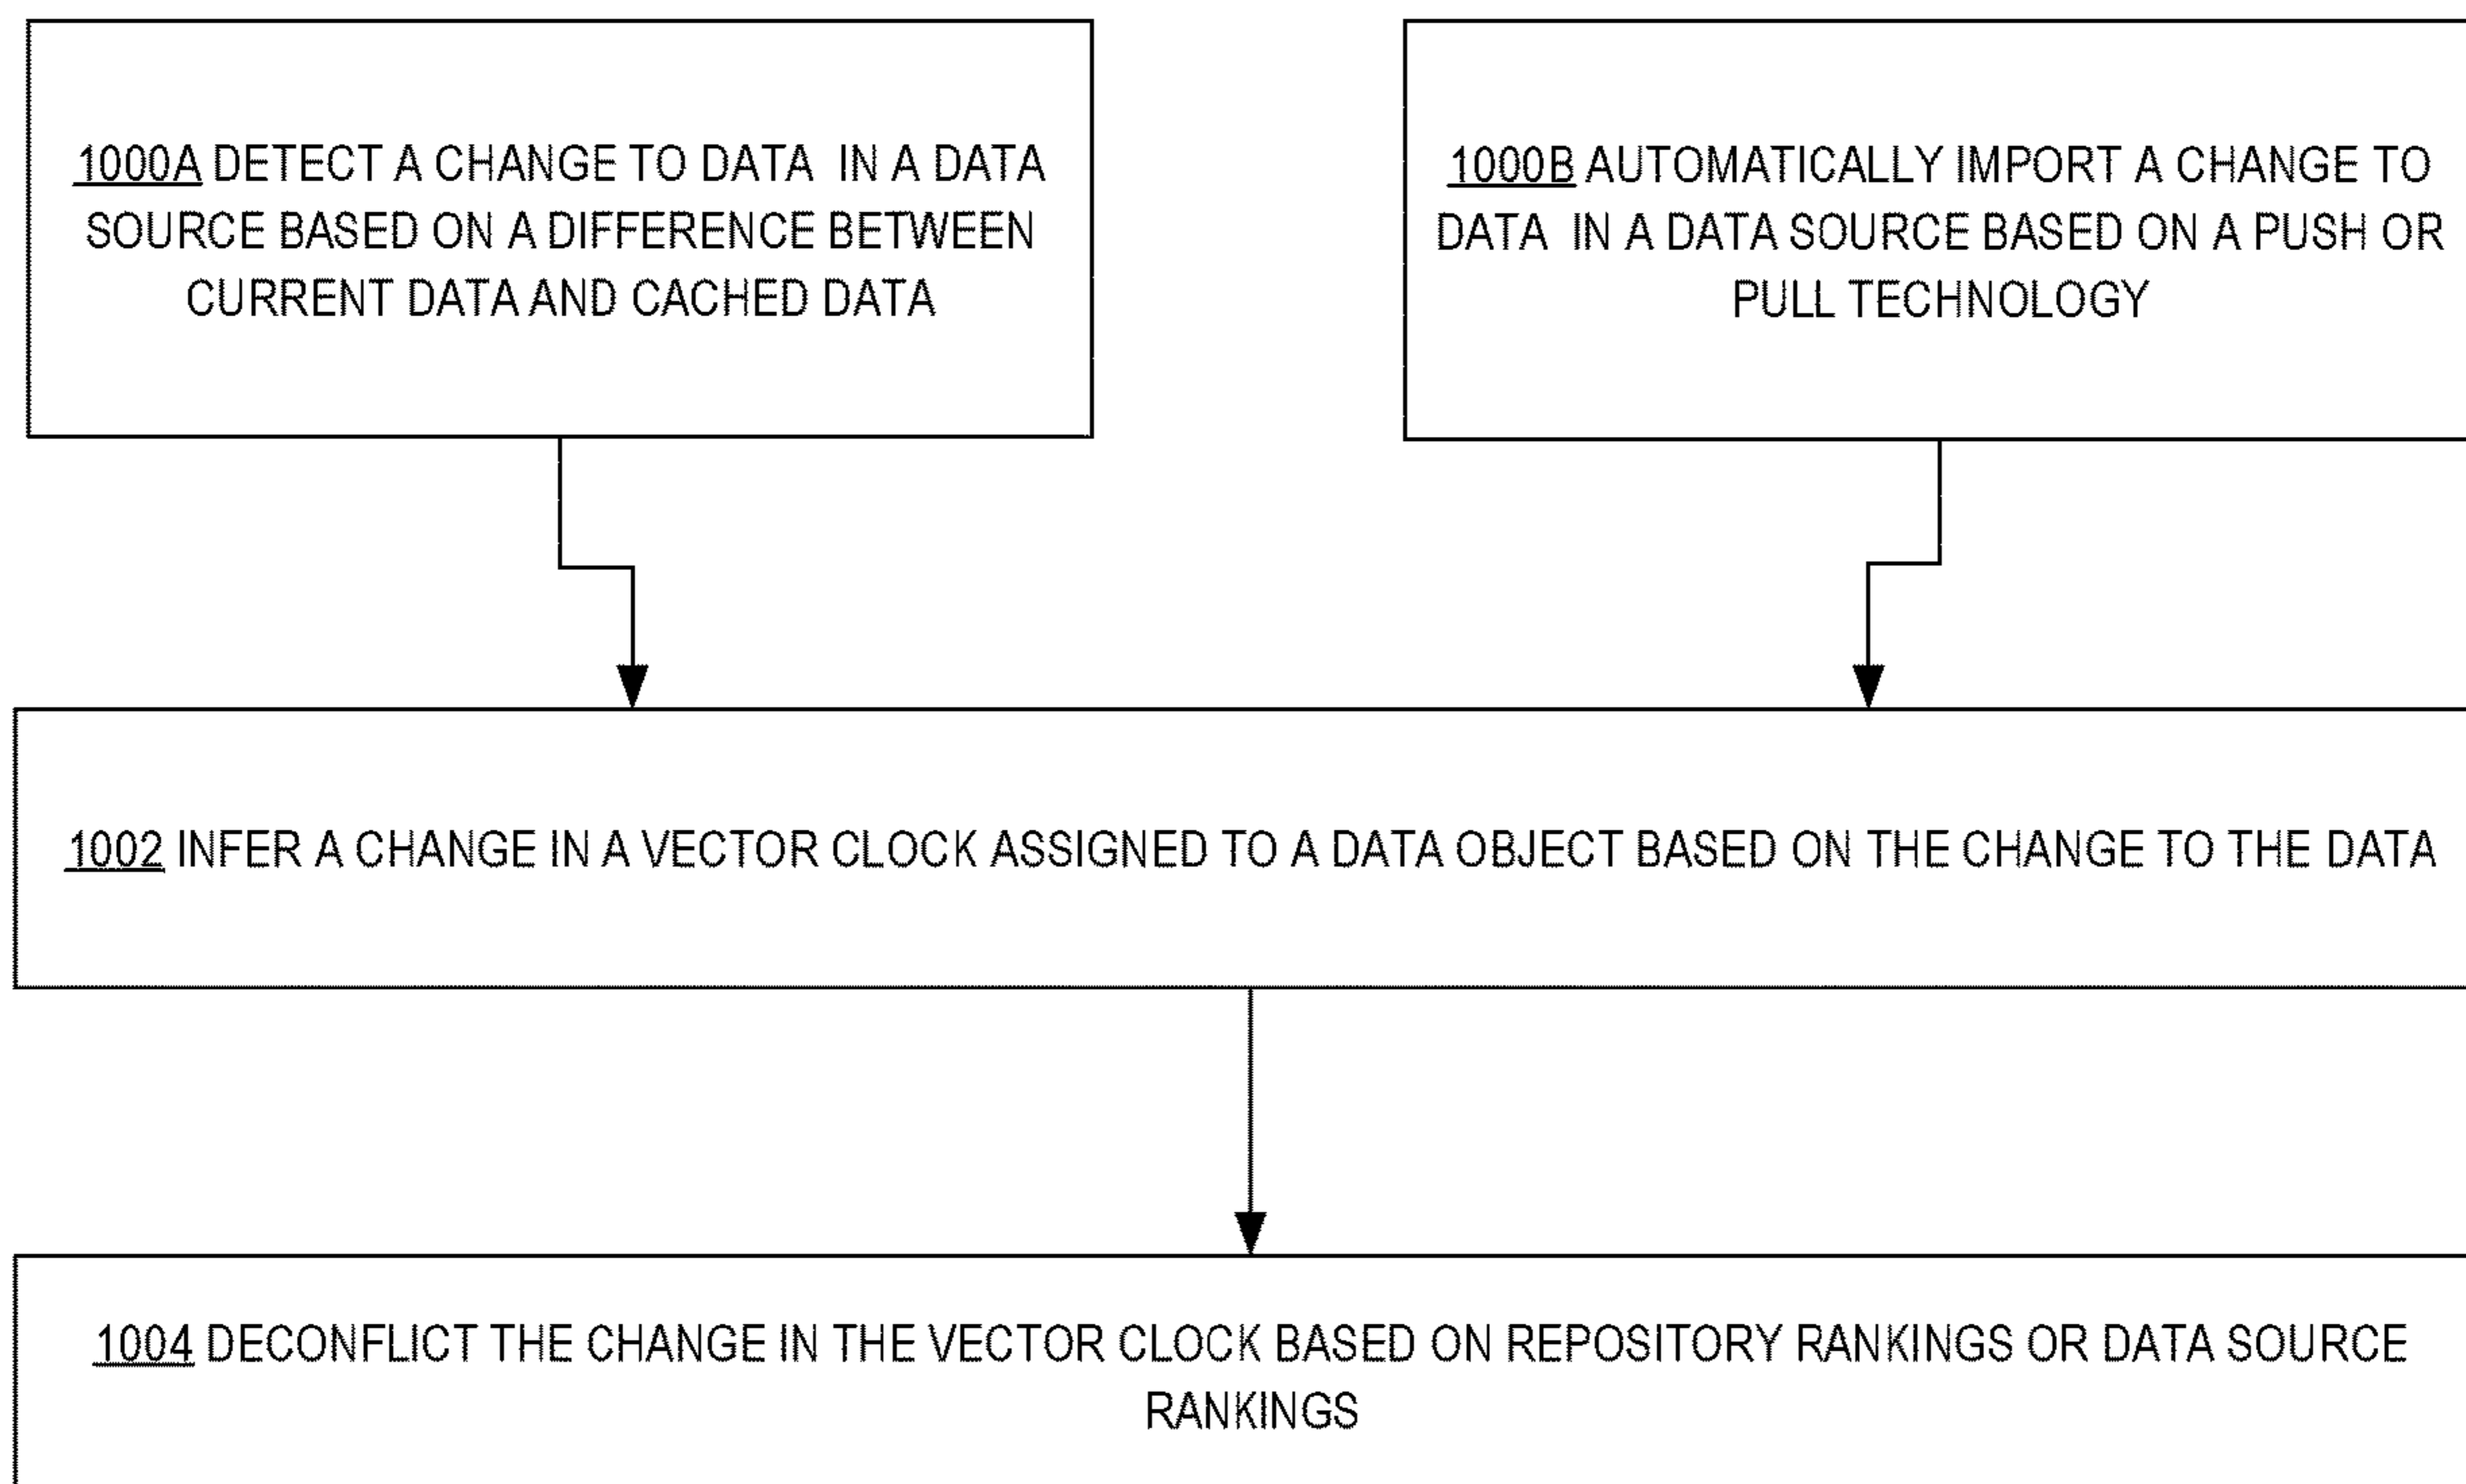 1000A DETECT A CHANGE TO DATA IN A DATA
SOURCE BASED ON A DIFFERENCE BETWEEN
CURRENT DATA AND CACHED DATA
1000B AUTOMATICALLY IMPORT A CHANGE TO
DATA IN A DATA SOURCE BASED ON A PUSH OR
PULL TECHNOLOGY
1002 INFER A CHANGE IN A VECTOR CLOCK ASSIGNED TO A DATA OBJECT BASED ON THE CHANGE TO THE DATA
1004 DECONFLICT THE CHANGE IN THE VECTOR CLOCK BASED ON REPOSITORY RANKINGS OR DATA SOURCE
RANKINGS